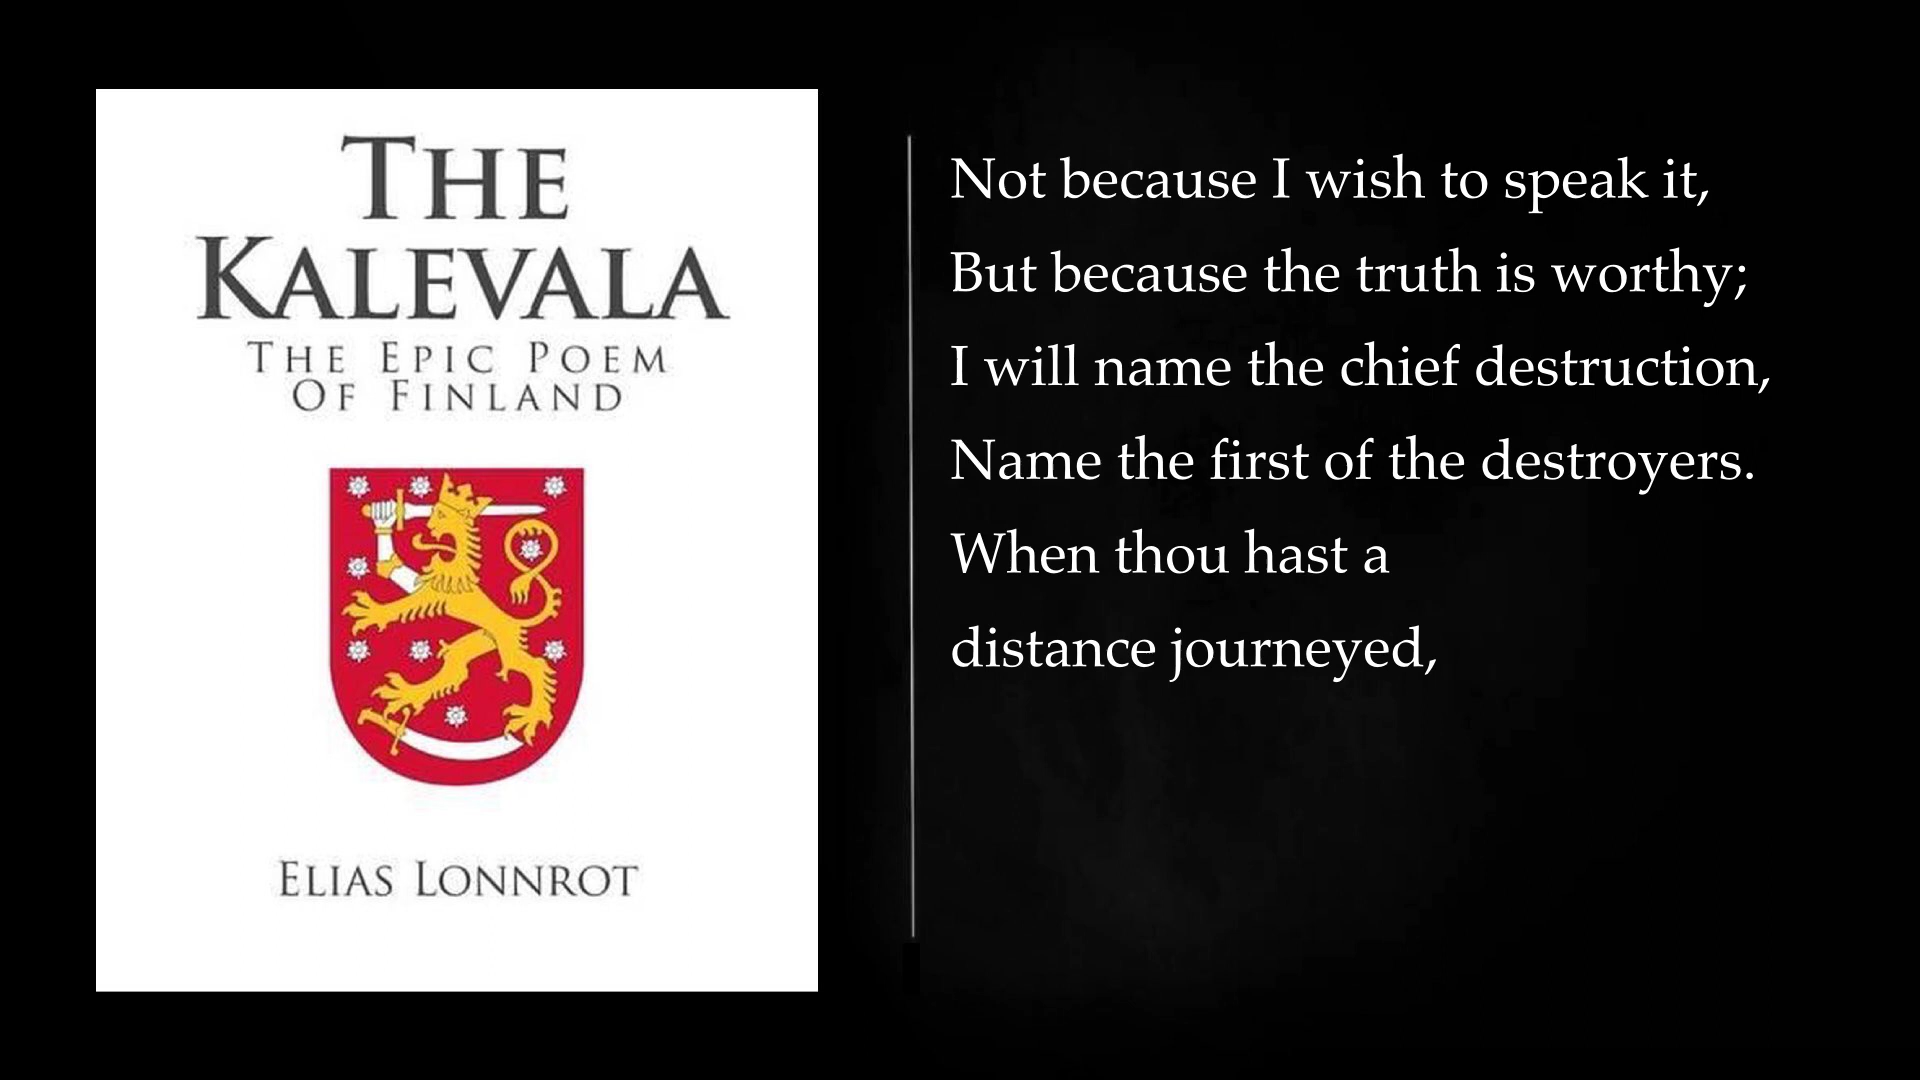 THE
KALEVALA
THE EPIC POEM
OF FINLAND
ELIAS LONNROT
Not because I wish to speak it,
But because the truth is worthy;
I will name the chief destruction,
Name the first of the destroyers.
When thou hast a
distance journeyed,